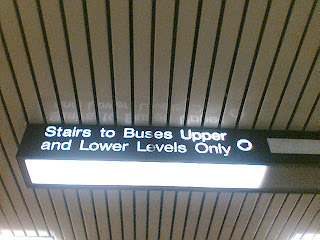 Stairs to Buses Upper
and Lower Levels Only